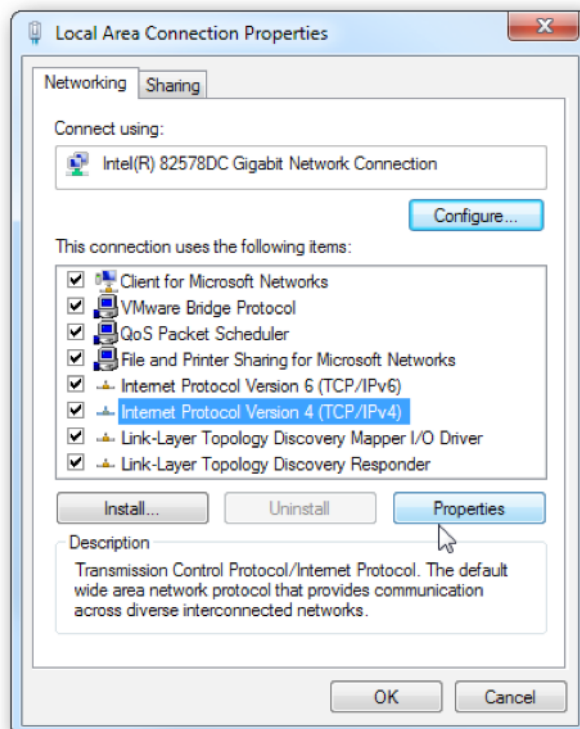 Local Area Connection Properties
Networking
Sharing
Connect using:
Intel(R) 82578DC Gigabit Network Connection
Configure...
This connection uses the following items:
Client for Microsoft Networks
VMware Bridge Protocol
QoS Packet Scheduler
File and Printer Sharing for Microsoft Networks
Internet Protocol Version 6 (TCP/IPv6)
Internet Protocol Version 4 (TCP/IPv4)
Link-Layer Topology Discovery Mapper I/O Driver
Link-Layer Topology Discovery Responder
Install...
Uninstall
Properties
Description
Transmission Control Protocol/Internet Protocol. The default
wide area network protocol that provides communication
across diverse interconnected networks.
OK
Cancel